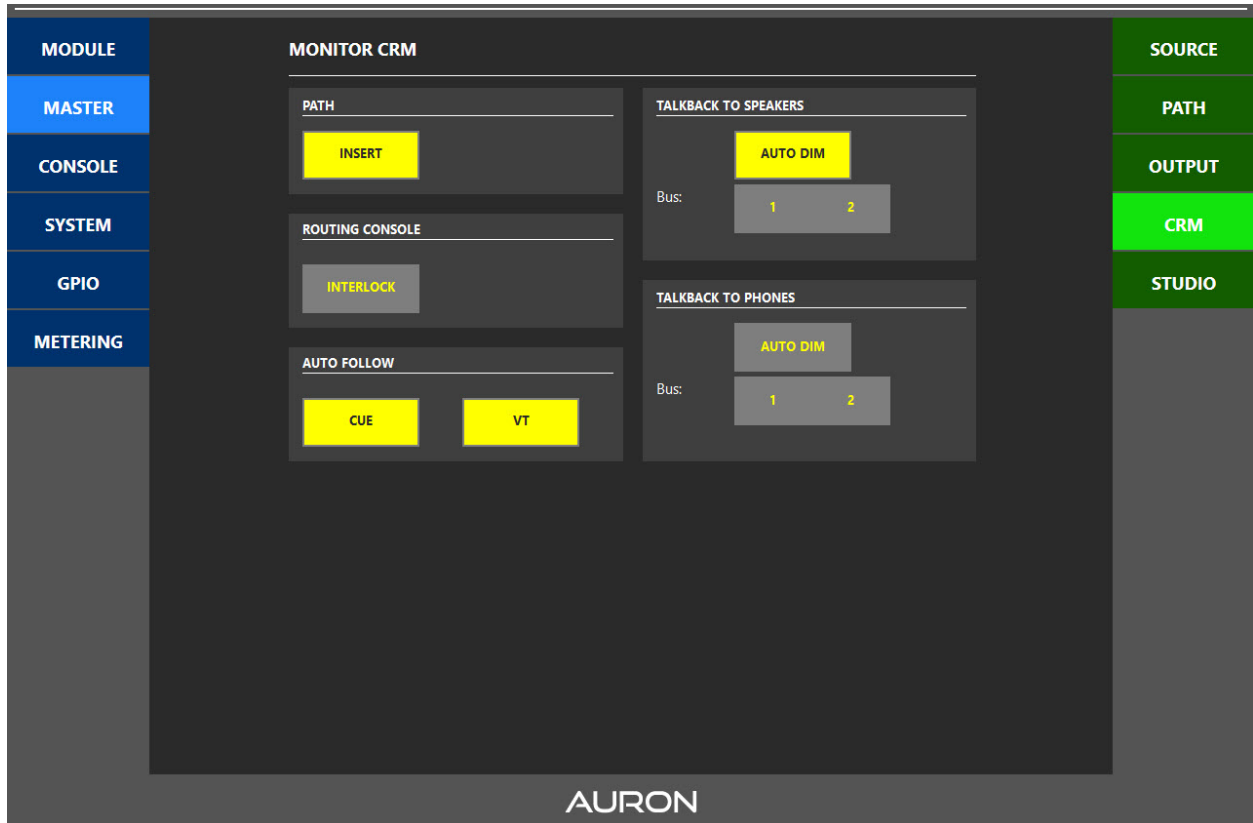 MODULE
MASTER
CONSOLE
SYSTEM
GPIO
METERING
MONITOR CRM
PATH
INSERT
ROUTING CONSOLE
INTERLOCK
AUTO FOLLOW
CUE VT
TALKBACK TO SPEAKERS
AUTO DIM
Bus: 1 2
TALKBACK TO PHONES
AUTO DIM
Bus: 1 2
SOURCE
PATH
OUTPUT
CRM
STUDIO
AURON